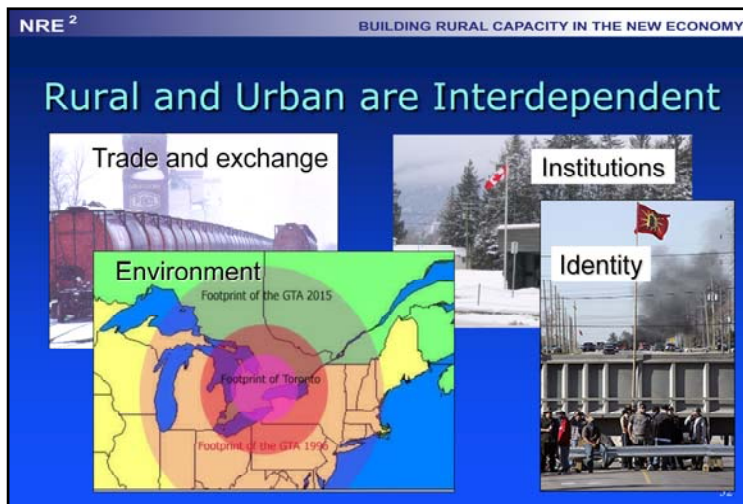 NRE 2
BUILDING RURAL CAPACITY IN THE NEW ECONOMY
Rural and Urban are Interdependent
Trade and exchange
Institutions
Environment
Identity
Footprint of the GTA 2015
Footprint of Toronto
Footprint of the GTA 1996